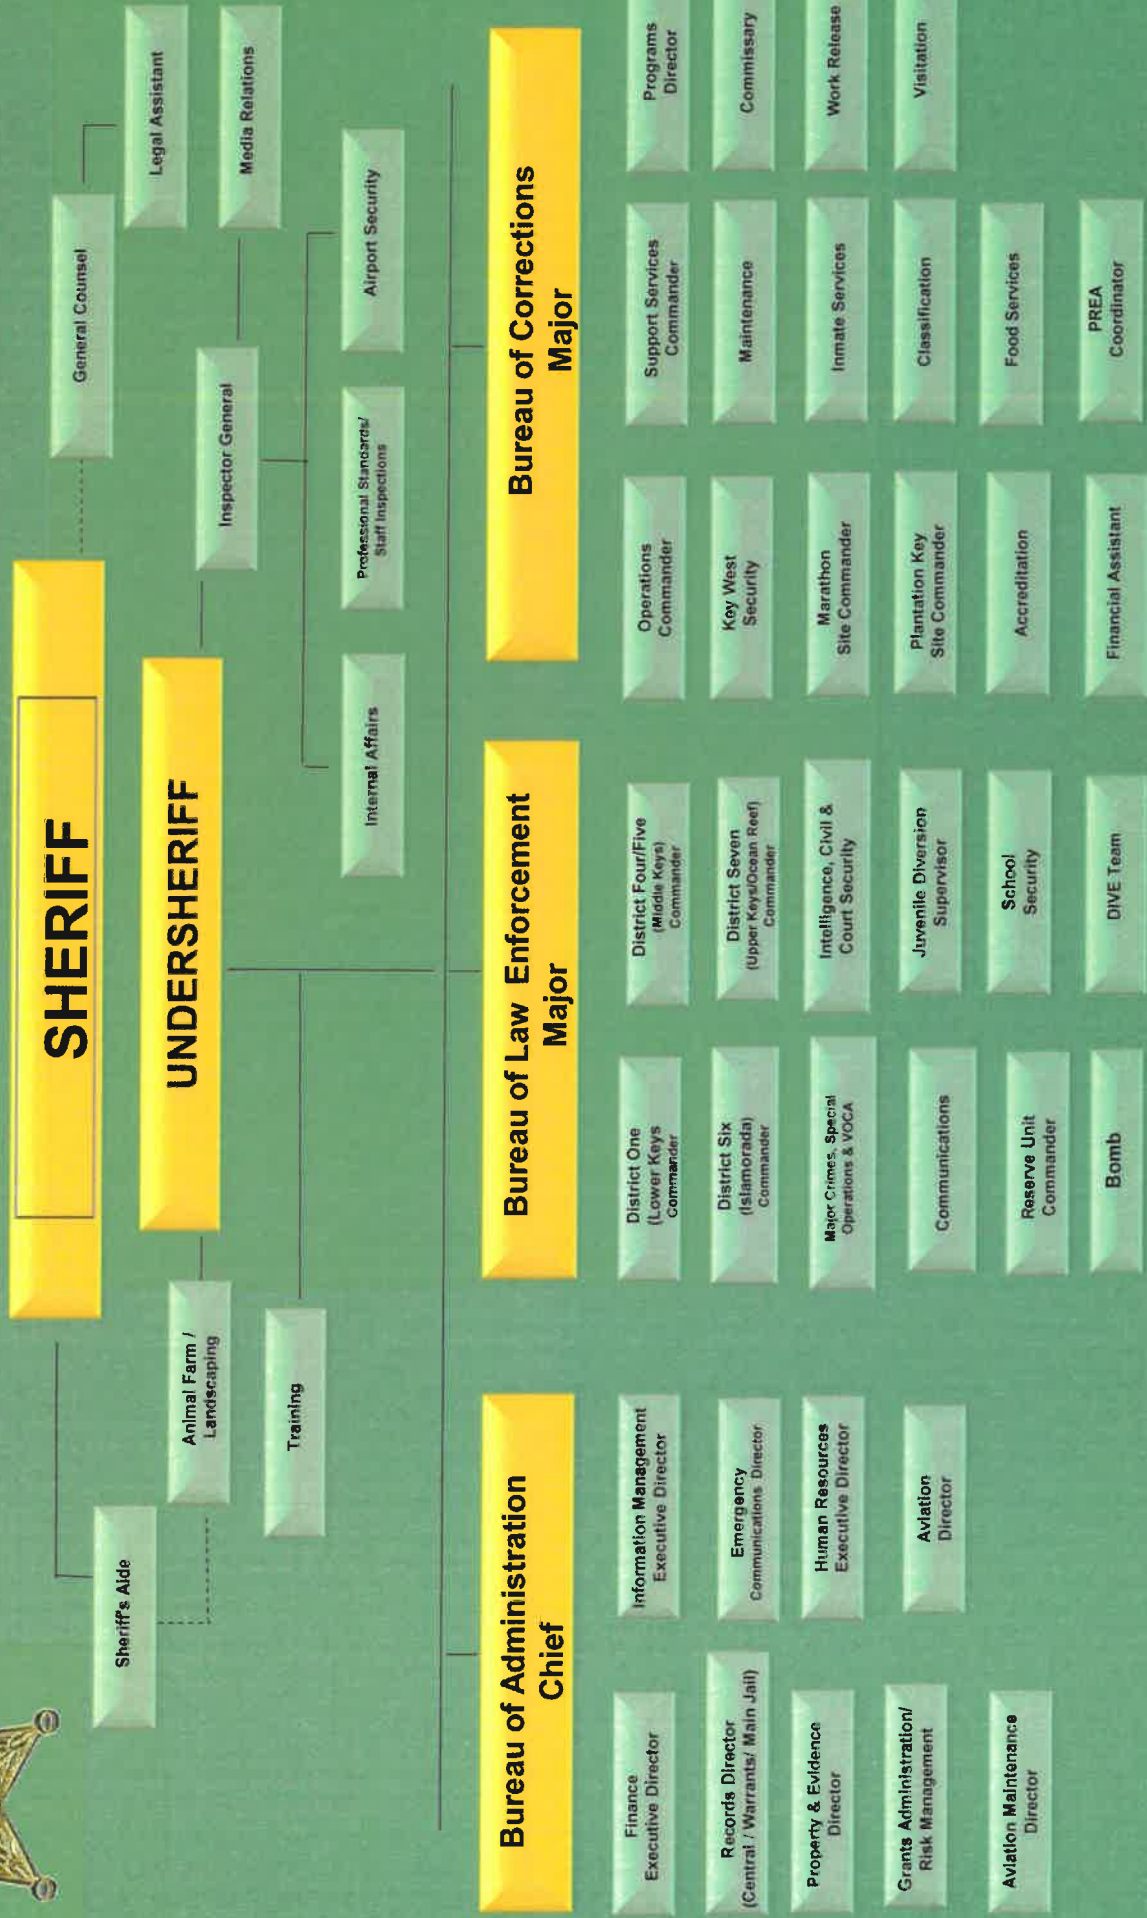 SHERIFF
General Counsel
Legal Assistant
Sheriff's Aide
UNDERSHERIFF
Animal Farm /
Landscaping
Inspector General
Media Relations
Training
Internal Affairs
Professional Standards/
Staff Inspections
Airport Security
Bureau of Administration
Chief
Finance
Executive Director
Information Management
Executive Director
Records Director
(Central / Warrants/ Main Jail)
Emergency
Communications Director
Property & Evidence
Director
Human Resources
Executive Director
Grants Administration/
Risk Management
Aviation
Director
Aviation Maintenance
Director
Bureau of Law Enforcement
Major
District One
(Lower Keys
Commander
District Four/Five
(Middle Keys)
Commander
District Six
(Islamorada)
Commander
District Seven
(Upper Keys/Ocean Reef)
Commander
Major Crimes, Special
Operations & VOCA
Intelligence, Civil &
Court Security
Communications
Juvenile Diversion
Supervisor
Reserve Unit
Commander
School
Security
Bomb
DIVE Team
Bureau of Corrections
Major
Operations
Commander
Support Services
Commander
Programs
Director
Key West
Security
Maintenance
Commissary
Marathon
Site Commander
Inmate Services
Work Release
Plantation Key
Site Commander
Classification
Visitation
Accreditation
Food Services
Financial Assistant
PREA
Coordinator